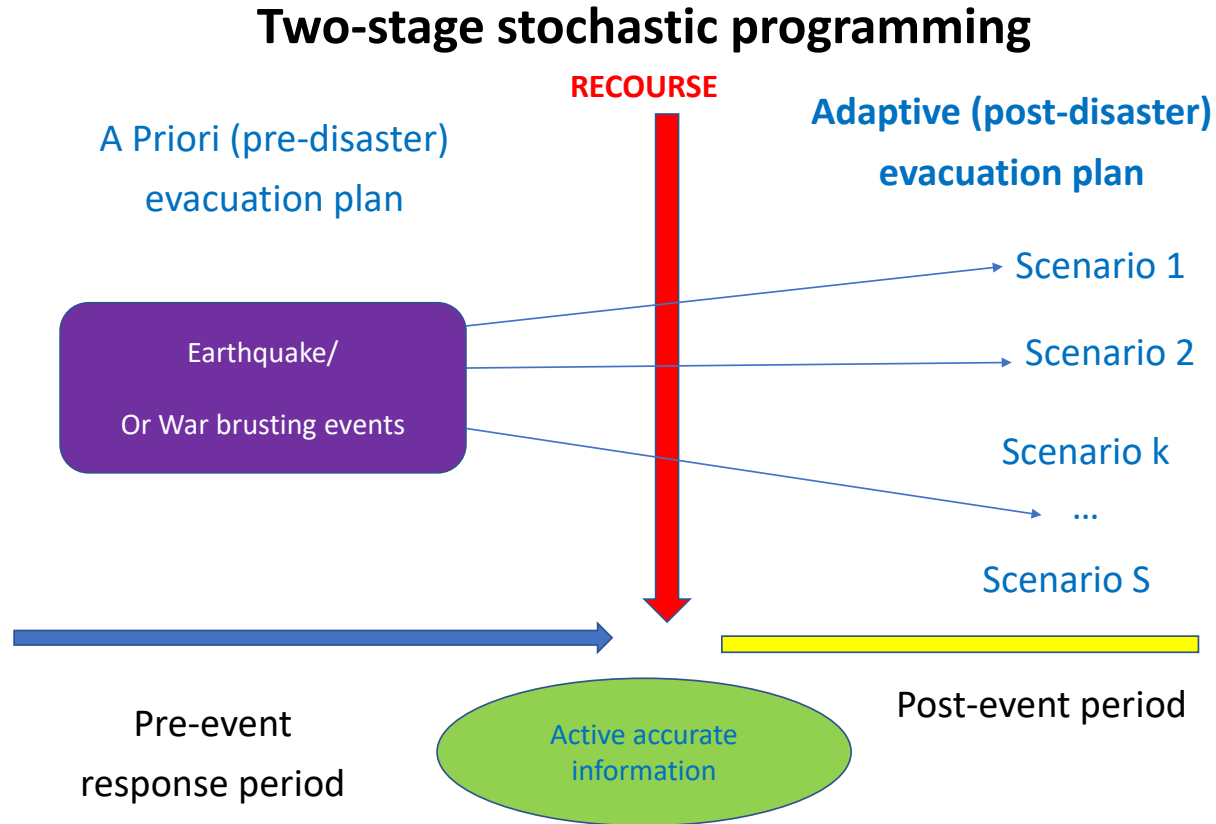 Two-stage stochastic programming
RECOURSE
A Priori (pre-disaster)
evacuation plan
Adaptive (post-disaster)
evacuation plan
Earthquake/
Or War brusting events
Scenario 1
Scenario 2
Scenario k
...
Scenario S
Pre-event
response period
Active accurate
information
Post-event period